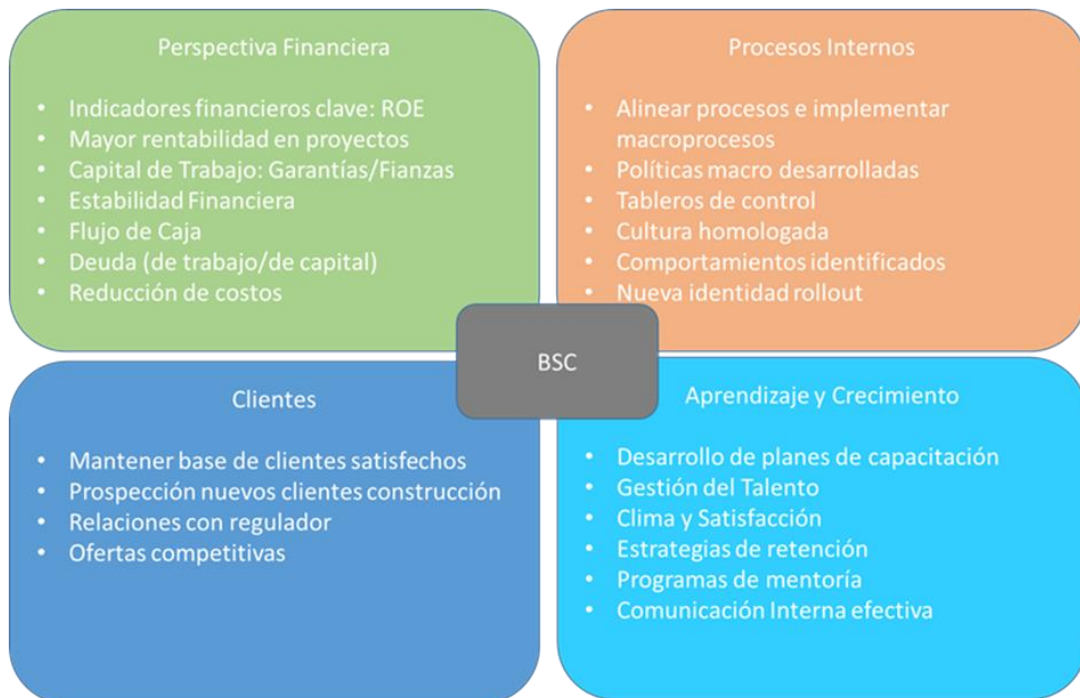 Perspectiva Financiera
• Indicadores financieros clave: ROE
• Mayor rentabilidad en proyectos
• Capital de Trabajo: Garantías/Fianzas
• Estabilidad Financiera
• Flujo de Caja
• Deuda (de trabajo/de capital)
• Reducción de costos
Procesos Internos
• Alinear procesos e implementar
macroprocesos
• Políticas macro desarrolladas
• Tableros de control
• Cultura homologada
• Comportamientos identificados
• Nueva identidad rollout
BSC
Clientes
• Mantener base de clientes satisfechos
• Prospección nuevos clientes construcción
• Relaciones con regulador
• Ofertas competitivas
Aprendizaje y Crecimiento
• Desarrollo de planes de capacitación
• Gestión del Talento
• Clima y Satisfacción
• Estrategias de retención
• Programas de mentoría
• Comunicación Interna efectiva